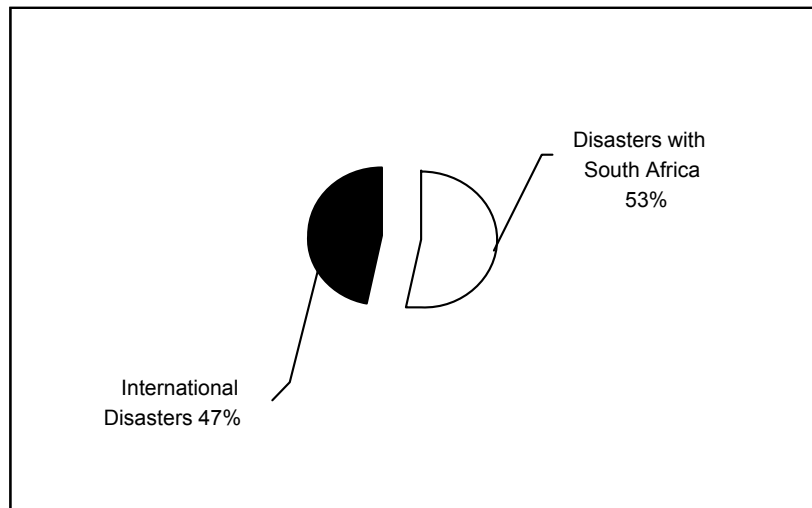 Disasters with
South Africa
53%
International
Disasters 47%